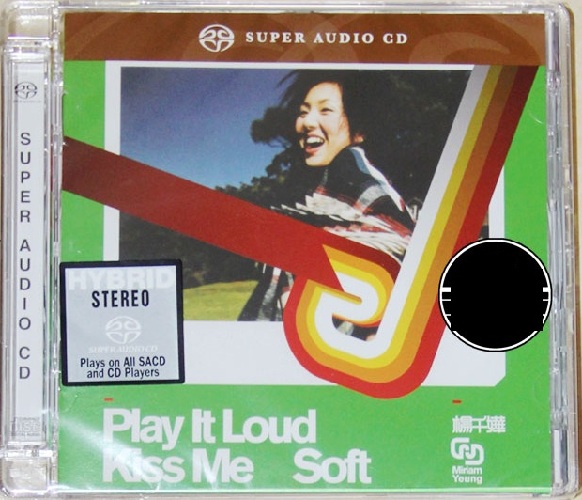 SUPER AUDIO CD
SUPER AUDIO CD
HYBRID
STEREO
SUPER AUDIO CD
Plays on All SACD
and CD Players
Play It Loud
Kiss Me Soft
楊千嬅
Miriam
Yeung